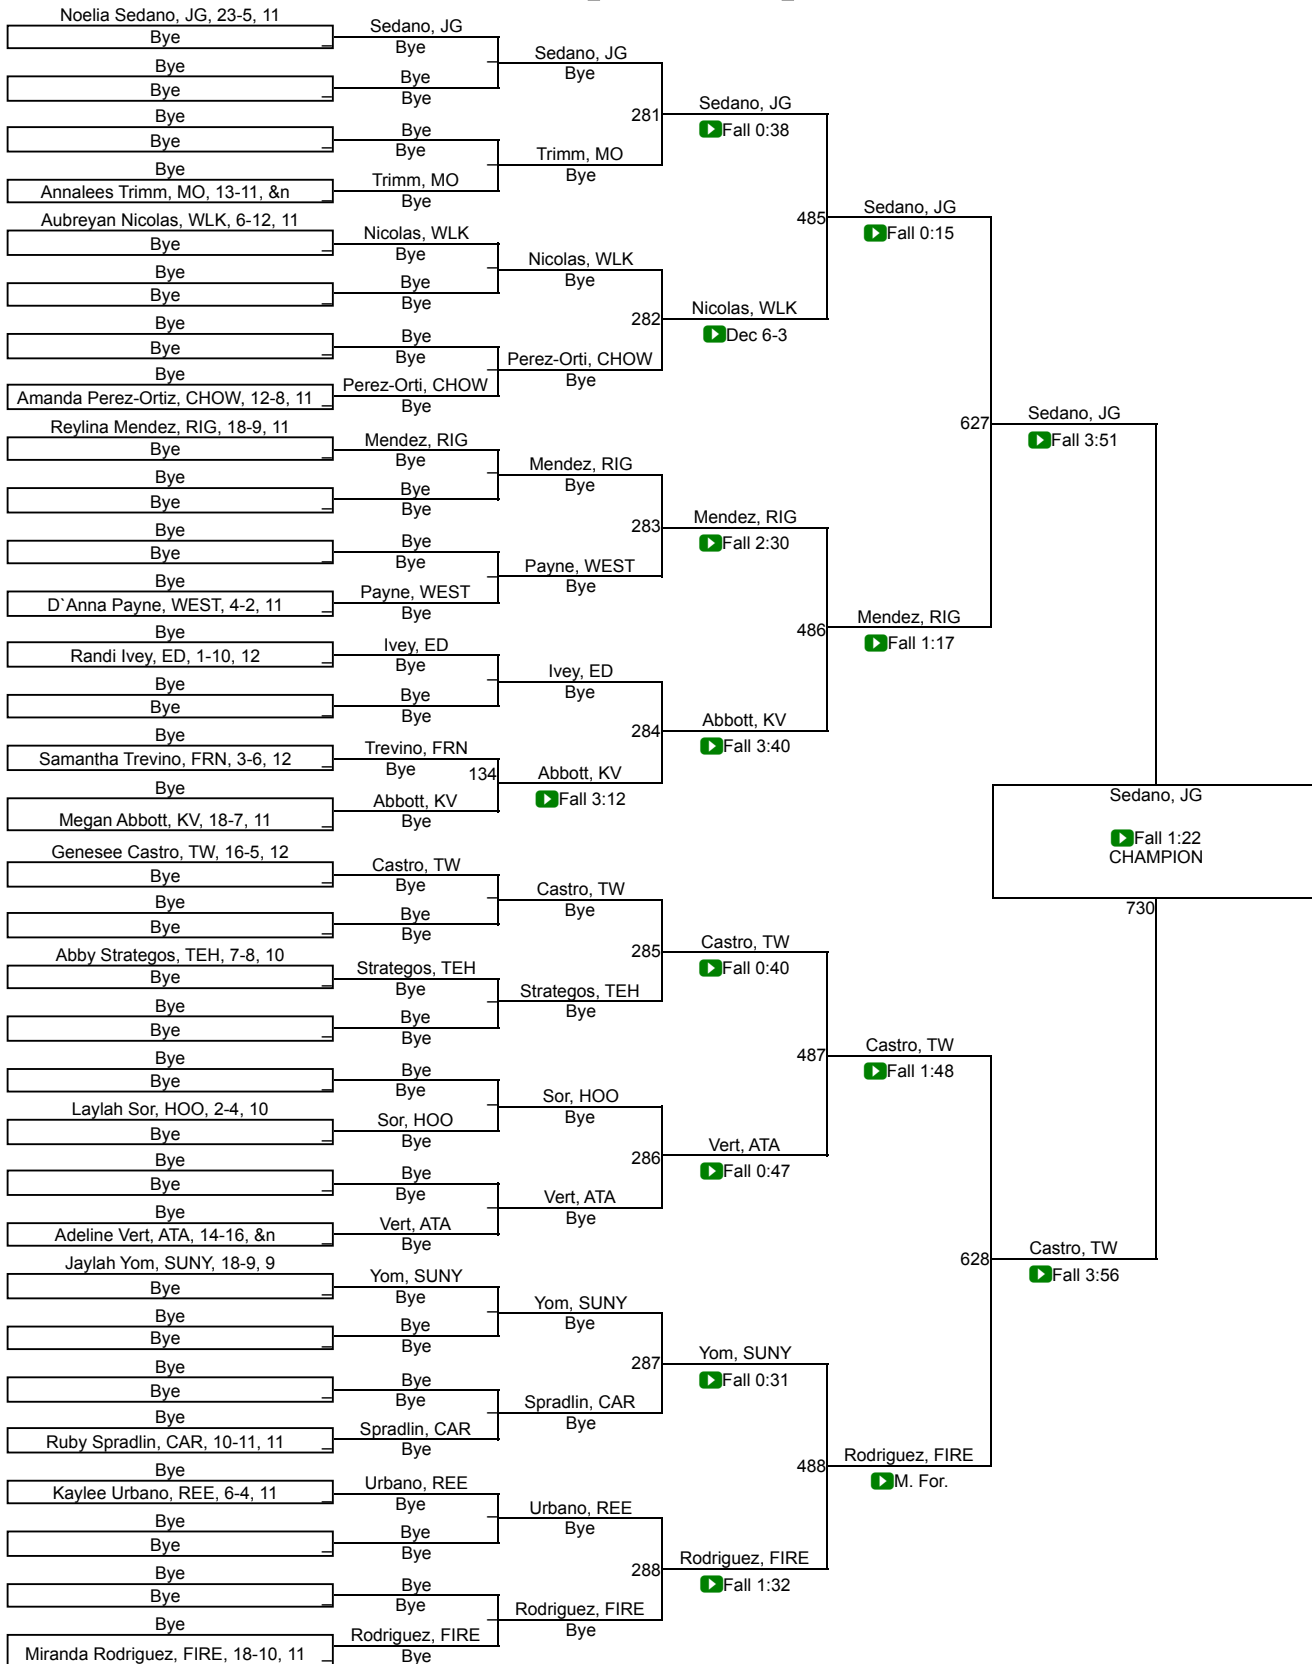 Noelia Sedano, JG, 23-5, 11
Bye
Bye
Bye
Bye
Bye
Bye
Annalees Trimm, MO, 13-11, &n
Aubreyan Nicolas, WLK, 6-12, 11
Bye
Bye
Bye
Bye
Bye
Bye
Amanda Perez-Ortiz, CHOW, 12-8, 11
Reylina Mendez, RIG, 18-9, 11
Bye
Bye
Bye
Bye
Bye
Bye
D`Anna Payne, WEST, 4-2, 11
Bye
Randi Ivey, ED, 1-10, 12
Bye
Bye
Bye
Samantha Trevino, FRN, 3-6, 12
Bye
Megan Abbott, KV, 18-7, 11
Genesee Castro, TW, 16-5, 12
Bye
Bye
Bye
Abby Strategos, TEH, 7-8, 10
Bye
Bye
Bye
Bye
Bye
Laylah Sor, HOO, 2-4, 10
Bye
Bye
Bye
Bye
Adeline Vert, ATA, 14-16, &n
Jaylah Yom, SUNY, 18-9, 9
Bye
Bye
Bye
Bye
Bye
Bye
Ruby Spradlin, CAR, 10-11, 11
Bye
Kaylee Urbano, REE, 6-4, 11
Bye
Bye
Bye
Bye
Bye
Miranda Rodriguez, FIRE, 18-10, 11
Sedano, JG
Bye
Bye
Bye
Bye
Bye
Trimm, MO
Bye
Nicolas, WLK
Bye
Bye
Bye
Bye
Bye
Perez-Orti, CHOW
Bye
Mendez, RIG
Bye
Bye
Bye
Bye
Bye
Payne, WEST
Bye
Ivey, ED
Bye
Bye
Bye
Trevino, FRN
Bye
134
Abbott, KV
Bye
Castro, TW
Bye
Bye
Bye
Strategos, TEH
Bye
Bye
Bye
Bye
Bye
Sor, HOO
Bye
Bye
Bye
Vert, ATA
Bye
Yom, SUNY
Bye
Bye
Bye
Bye
Bye
Spradlin, CAR
Bye
Urbano, REE
Bye
Bye
Bye
Bye
Bye
Rodriguez, FIRE
Bye
Sedano, JG
Bye
281
Trimm, MO
Bye
Nicolas, WLK
Bye
282
Perez-Orti, CHOW
Bye
Mendez, RIG
Bye
283
Payne, WEST
Bye
Ivey, ED
Bye
284
Abbott, KV
Fall 3:12
Castro, TW
Bye
285
Strategos, TEH
Bye
Sor, HOO
Bye
286
Vert, ATA
Bye
Yom, SUNY
Bye
287
Spradlin, CAR
Bye
Urbano, REE
Bye
288
Rodriguez, FIRE
Bye
Sedano, JG
Fall 0:38
485
Nicolas, WLK
Dec 6-3
Mendez, RIG
Fall 2:30
486
Abbott, KV
Fall 3:40
Castro, TW
Fall 0:40
487
Vert, ATA
Fall 0:47
Yom, SUNY
Fall 0:31
488
Rodriguez, FIRE
Fall 1:32
Sedano, JG
Fall 0:15
627
Mendez, RIG
Fall 1:17
Castro, TW
Fall 1:48
628
Rodriguez, FIRE
M. For.
Sedano, JG
Fall 3:51
Castro, TW
Fall 3:56
Sedano, JG
Fall 1:22
CHAMPION
730